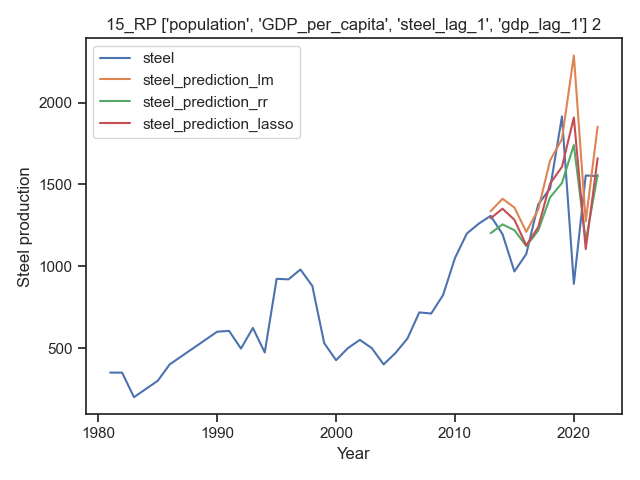 15_RP ['population', 'GDP_per_capita', 'steel_lag_1', 'gdp_lag_1'] 2
steel
steel_prediction_lm
steel_prediction_rr
steel_prediction_lasso
Steel production
2000
1500
1000
500
1980
1990
2000
2010
2020
Year